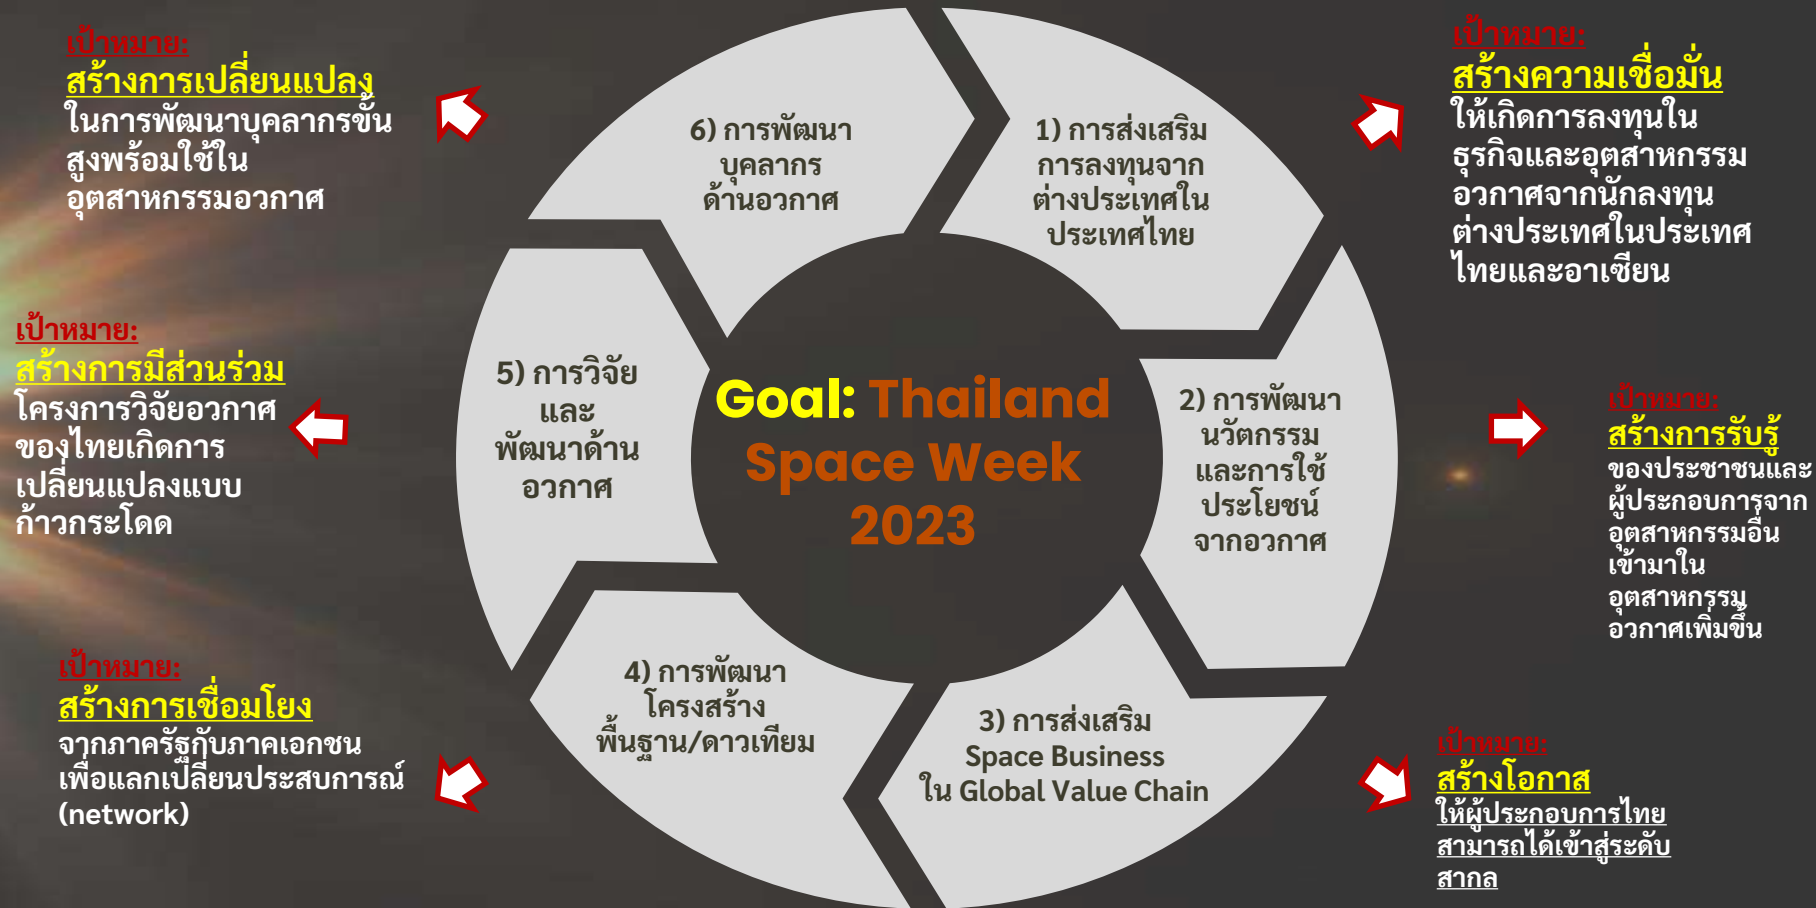 เป้าหมาย:
สร้างการเปลี่ยนแปลง
ในการพัฒนาบุคลากรขั้น
สูงพร้อมใช้ใน
อุตสาหกรรมอวกาศ
6) การพัฒนา
บุคลากร
ด้านอวกาศ
1) การส่งเสริม
การลงทุนจาก
ต่างประเทศใน
ประเทศไทย
เป้าหมาย:
สร้างความเชื่อมั่น
ให้เกิดการลงทุนใน
ธุรกิจและอุตสาหกรรม
อวกาศจากนักลงทุน
ต่างประเทศในประเทศ
ไทยและอาเซียน
เป้าหมาย:
สร้างการมีส่วนร่วม
โครงการวิจัยอวกาศ
ของไทยเกิดการ
เปลี่ยนแปลงแบบ
ก้าวกระโดด
5) การวิจัย
และ
พัฒนาด้าน
อวกาศ
Goal: Thailand
Space Week
2023
2) การพัฒนา
นวัตกรรม
และการใช้
ประโยชน์
จากอวกาศ
เป้าหมาย:
สร้างการรับรู้
ของประชาชนและ
ผู้ประกอบการจาก
อุตสาหกรรมอื่น
เข้ามาใน
อุตสาหกรรม
อวกาศเพิ่มขึ้น
เป้าหมาย:
สร้างการเชื่อมโยง
จากภาครัฐกับภาคเอกชน
เพื่อแลกเปลี่ยนประสบการณ์
(network)
4) การพัฒนา
โครงสร้าง
พื้นฐาน/ดาวเทียม
3) การส่งเสริม
Space Business
ใน Global Value Chain
เป้าหมาย:
สร้างโอกาส
ให้ผู้ประกอบการไทย
สามารถได้เข้าสู่ระดับ
สากล